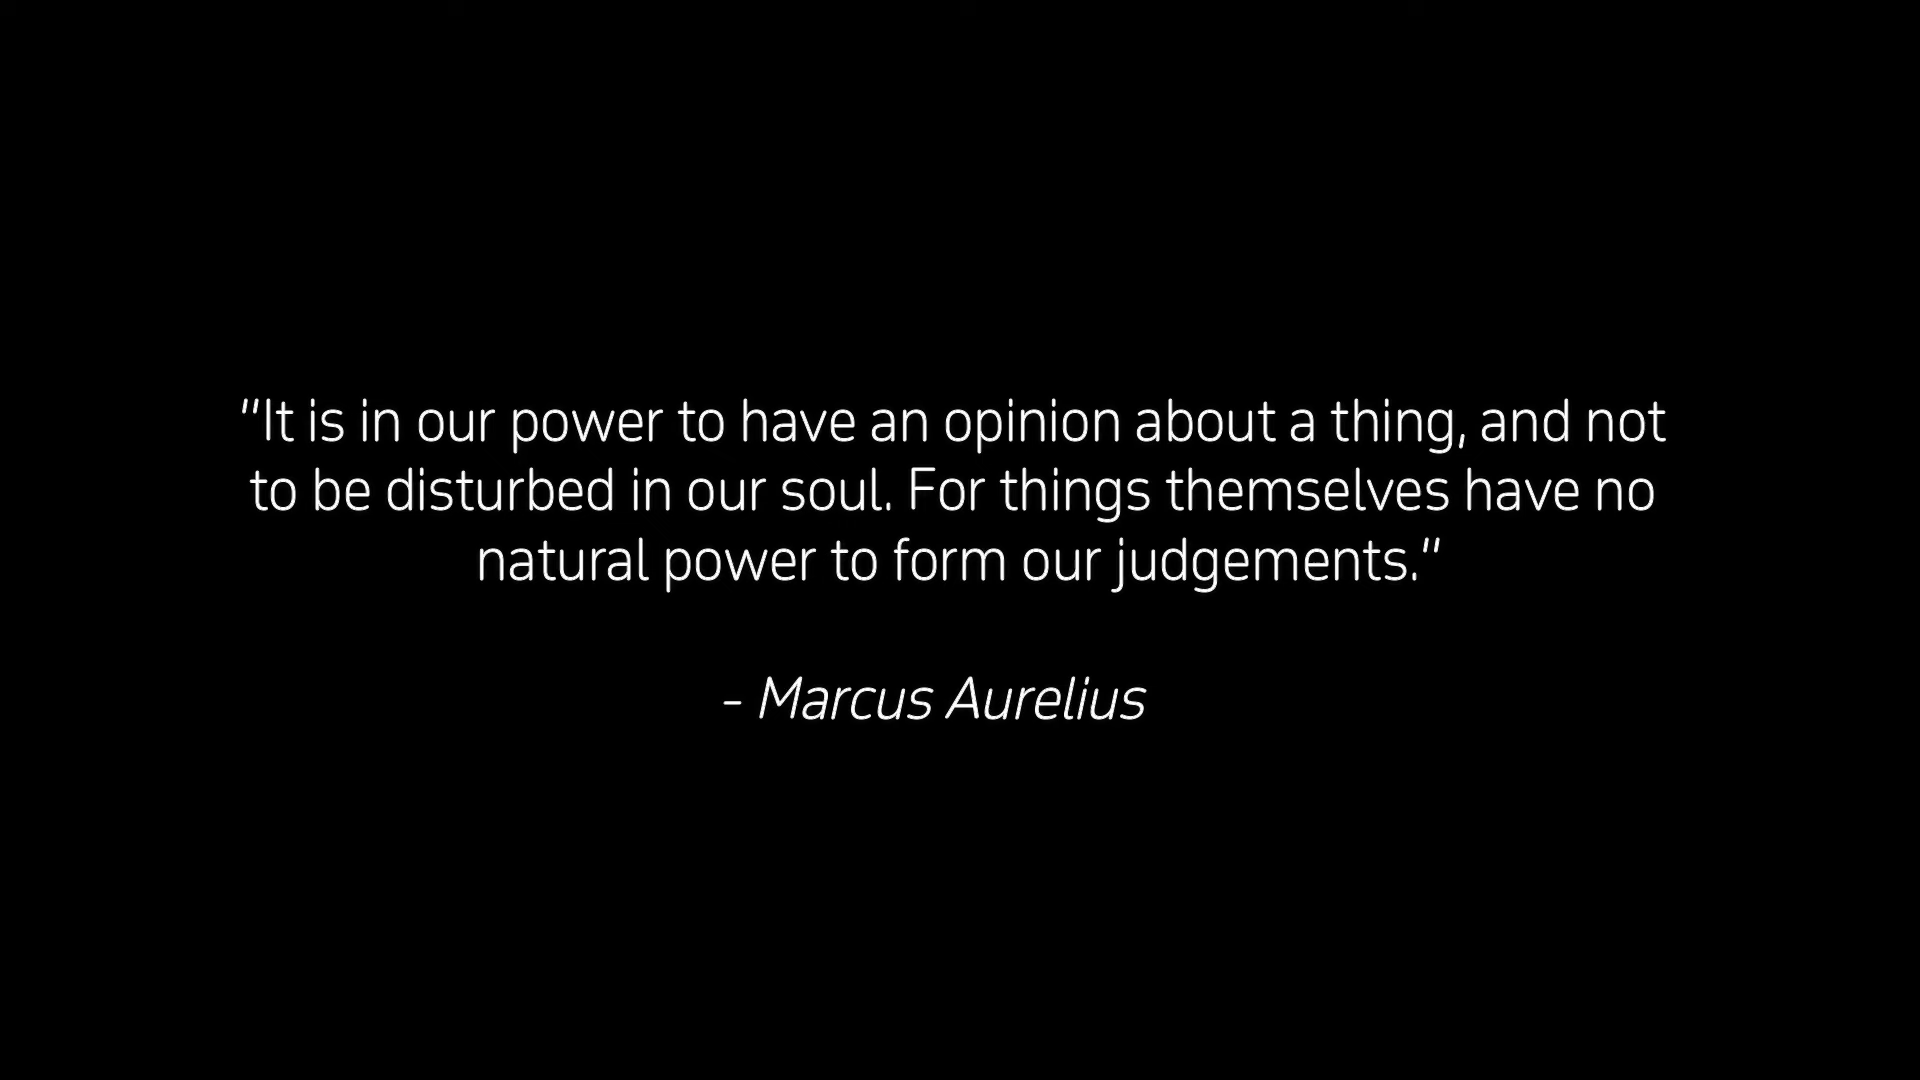 "It is in our power to have an opinion about a thing, and not
to be disturbed in our soul. For things themselves have no
natural power to form our judgements."
- Marcus Aurelius